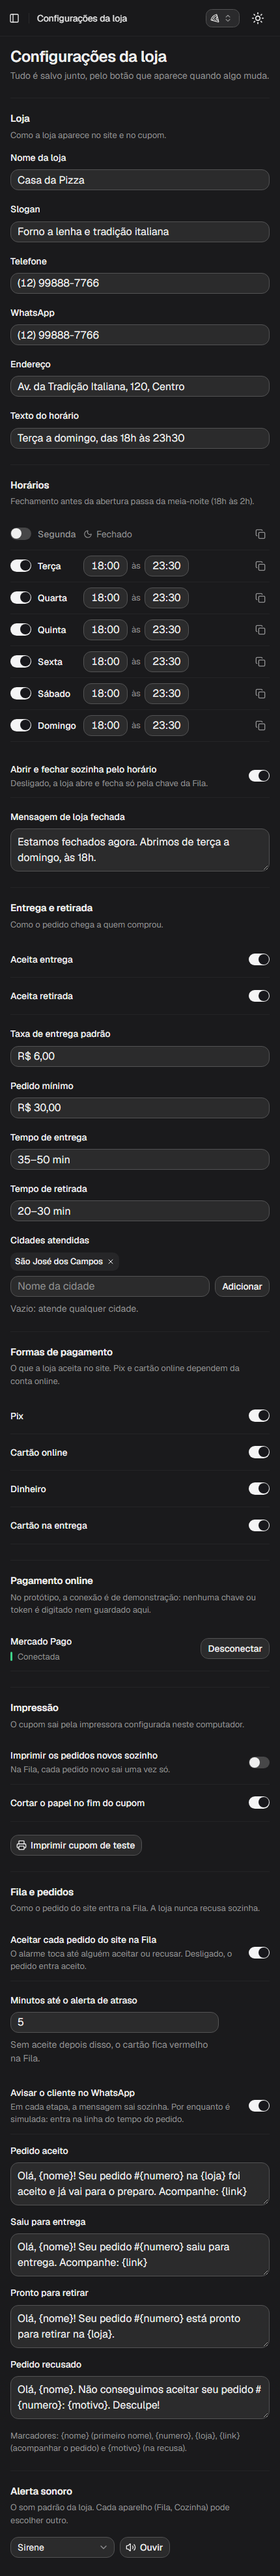 Configurações da loja
Configurações da loja
Tudo é salvo junto, pelo botão que aparece quando algo muda.
Loja
Como a loja aparece no site e no cupom.
Nome da loja
Casa da Pizza
Slogan
Forno a lenha e tradição italiana
Telefone
(12) 99888-7766
WhatsApp
(12) 99888-7766
Endereço
Av. da Tradição Italiana, 120, Centro
Texto do horário
Terça a domingo, das 18h às 23h30
Horários
Fechamento antes da abertura passa da meia-noite (18h às 2h).
Segunda Fechado
Terça 18:00 às 23:30
Quarta 18:00 às 23:30
Quinta 18:00 às 23:30
Sexta 18:00 às 23:30
Sábado 18:00 às 23:30
Domingo 18:00 às 23:30
Abrir e fechar sozinha pelo horário
Desligado, a loja abre e fecha só pela chave da Fila.
Mensagem de loja fechada
Estamos fechados agora. Abrimos de terça a
domingo, às 18h.
Entrega e retirada
Como o pedido chega a quem comprou.
Aceita entrega
Aceita retirada
Taxa de entrega padrão
R$ 6,00
Pedido mínimo
R$ 30,00
Tempo de entrega
35–50 min
Tempo de retirada
20–30 min
Cidades atendidas
São José dos Campos ×
Nome da cidade Adicionar
Vazio: atende qualquer cidade.
Formas de pagamento
O que a loja aceita no site. Pix e cartão online dependem da
conta online.
Pix
Cartão online
Dinheiro
Cartão na entrega
Pagamento online
No protótipo, a conexão é de demonstração: nenhuma chave ou
token é digitado nem guardado aqui.
Mercado Pago
Conectada
Desconectar
Impressão
O cupom sai pela impressora configurada neste computador.
Imprimir os pedidos novos sozinho
Na Fila, cada pedido novo sai uma vez só.
Cortar o papel no fim do cupom
Imprimir cupom de teste
Fila e pedidos
Como o pedido do site entra na Fila. A loja nunca recusa sozinha.
Aceitar cada pedido do site na Fila
O alarme toca até alguém aceitar ou recusar. Desligado, o
pedido entra aceito.
Minutos até o alerta de atraso
5
Sem aceite depois disso, o cartão fica vermelho
na Fila.
Avisar o cliente no WhatsApp
Em cada etapa, a mensagem sai sozinha. Por enquanto é
simulada: entra na linha do tempo do pedido.
Pedido aceito
Olá, {nome}! Seu pedido #{numero} na {loja} foi
aceito e já vai para o preparo. Acompanhe: {link}
Saiu para entrega
Olá, {nome}! Seu pedido #{numero} saiu para
entrega. Acompanhe: {link}
Pronto para retirar
Olá, {nome}! Seu pedido #{numero} está pronto
para retirar na {loja}.
Pedido recusado
Olá, {nome}. Não conseguimos aceitar seu pedido #
{numero}: {motivo}. Desculpe!
Marcadores: {nome} (primeiro nome), {numero}, {loja}, {link}
(acompanhar o pedido) e {motivo} (na recusa).
Alerta sonoro
O som padrão da loja. Cada aparelho (Fila, Cozinha) pode
escolher outro.
Sirene Ouvir